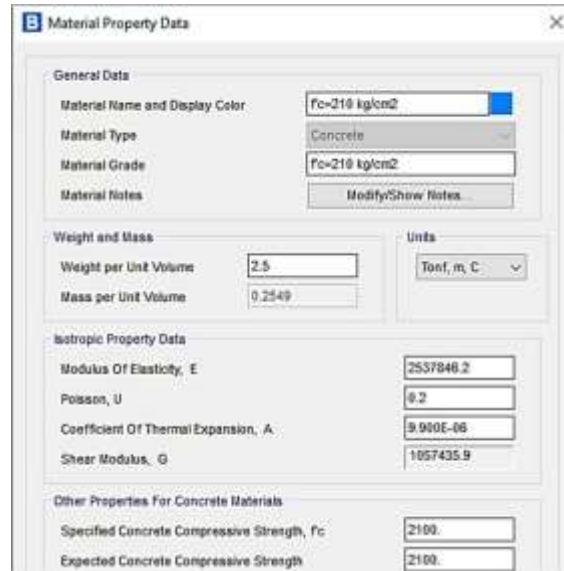 B Material Property Data
General Data
Material Name and Display Color f'c=210 kg/cm2
Material Type Concrete
Material Grade f'c=210 kg/cm2
Material Notes Modify/Show Notes...
Weight and Mass
Units
Weight per Unit Volume 2.5
Tonf, m, C
Mass per Unit Volume 0.2549
Isotropic Property Data
Modulus Of Elasticity, E 2537846.2
Poisson, U 0.2
Coefficient Of Thermal Expansion, A 9.900E-06
Shear Modulus, G 1057435.9
Other Properties For Concrete Materials
Specified Concrete Compressive Strength, f'c 2100.
Expected Concrete Compressive Strength 2100.